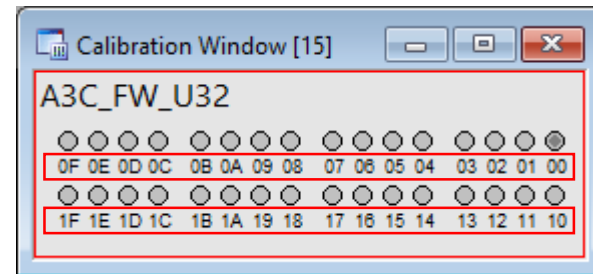 Calibration Window [15]
A3C_FW_U32
0F 0E 0D 0C 0B 0A 09 08 07 06 05 04 03 02 01 00
1F 1E 1D 1C 1B 1A 19 18 17 16 15 14 13 12 11 10